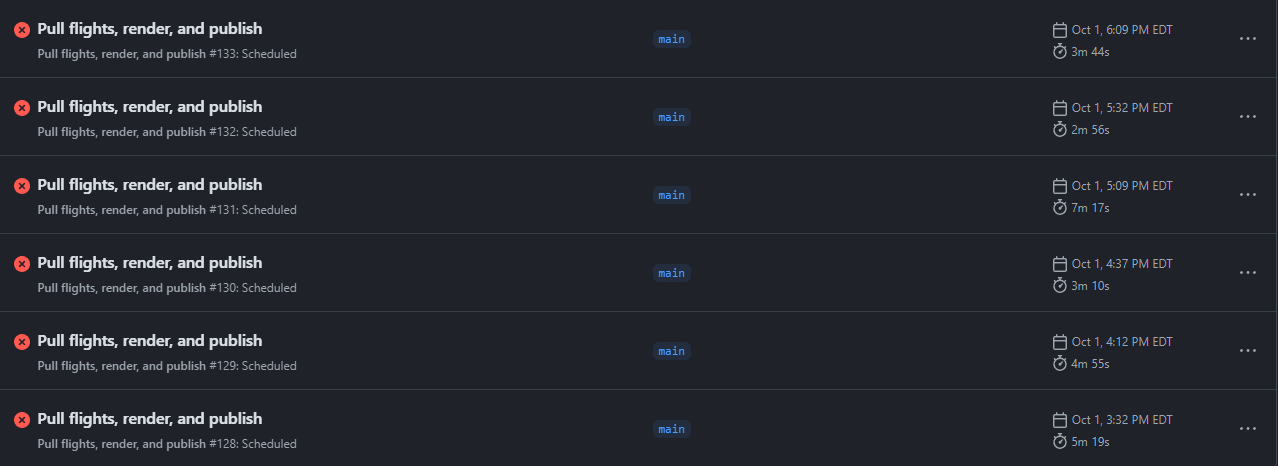 Pull flights, render, and publish
Pull flights, render, and publish #133: Scheduled
main
Oct 1, 6:09 PM EDT
3m 44s
Pull flights, render, and publish
Pull flights, render, and publish #132: Scheduled
main
Oct 1, 5:32 PM EDT
2m 56s
Pull flights, render, and publish
Pull flights, render, and publish #131: Scheduled
main
Oct 1, 5:09 PM EDT
7m 17s
Pull flights, render, and publish
Pull flights, render, and publish #130: Scheduled
main
Oct 1, 4:37 PM EDT
3m 10s
Pull flights, render, and publish
Pull flights, render, and publish #129: Scheduled
main
Oct 1, 4:12 PM EDT
4m 55s
Pull flights, render, and publish
Pull flights, render, and publish #128: Scheduled
main
Oct 1, 3:32 PM EDT
5m 19s